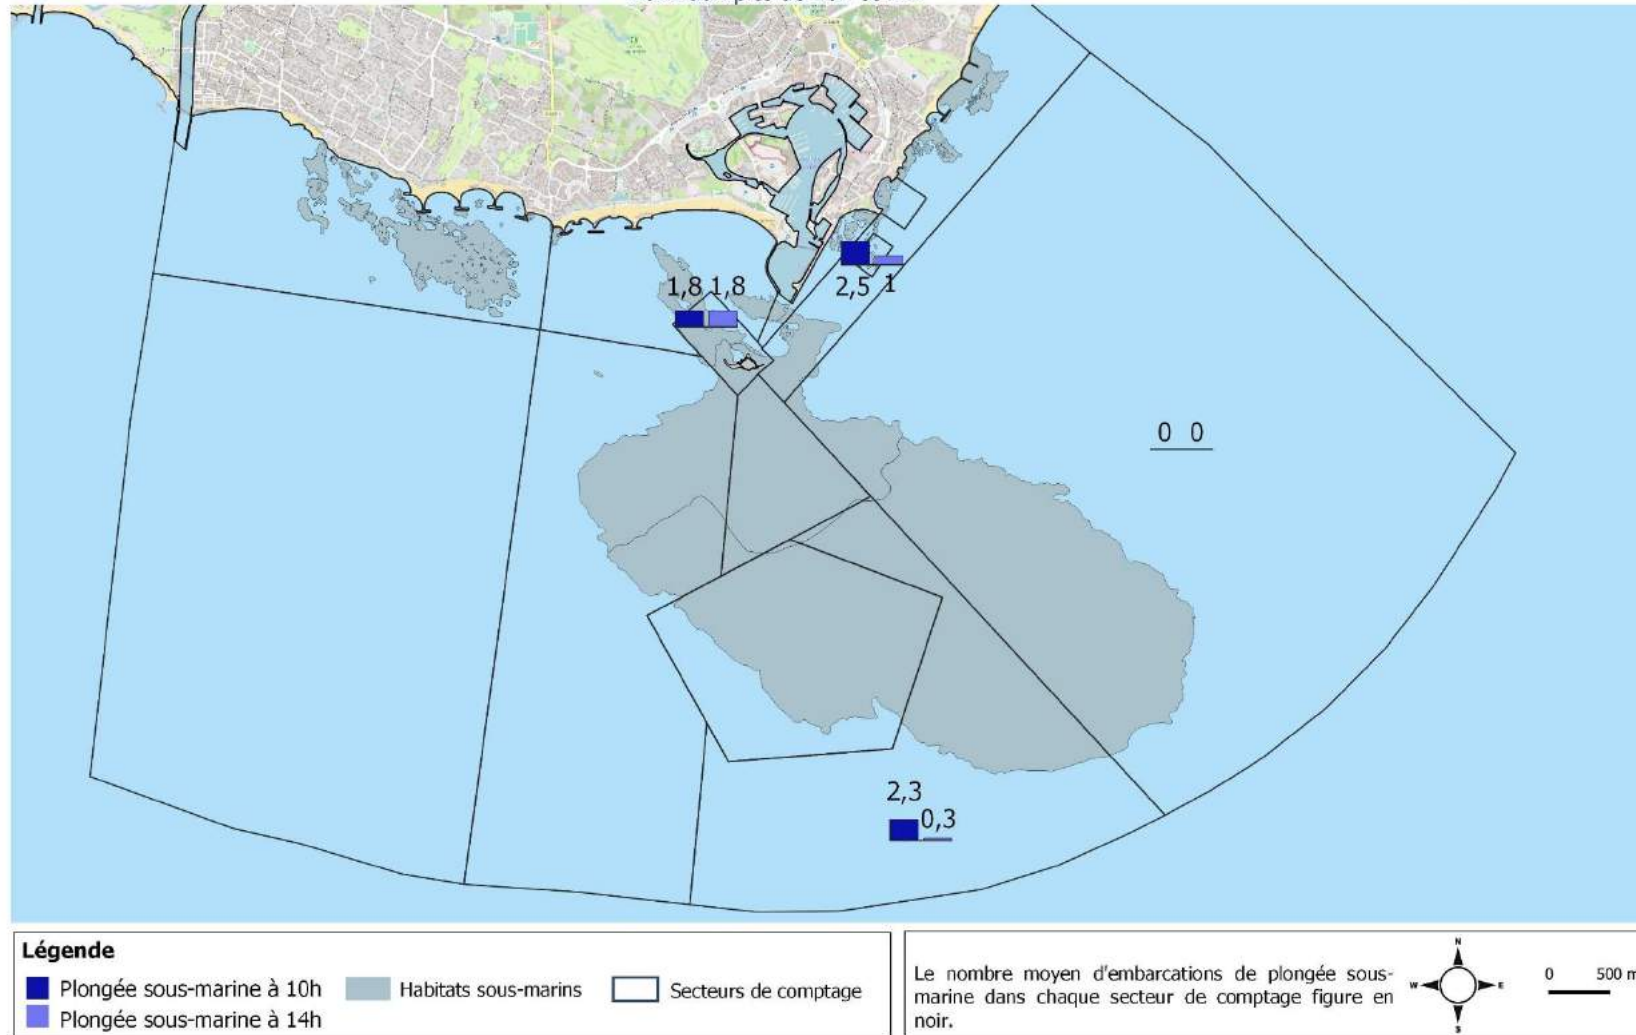 1,8 1,8
2,5 1
0 0
2,3
0,3
Légende
Plongée sous-marine à 10h
Plongée sous-marine à 14h
Habitats sous-marins
Secteurs de comptage
Le nombre moyen d'embarcations de plongée sous-
marine dans chaque secteur de comptage figure en
noir.
N
W E
S
0 500 m